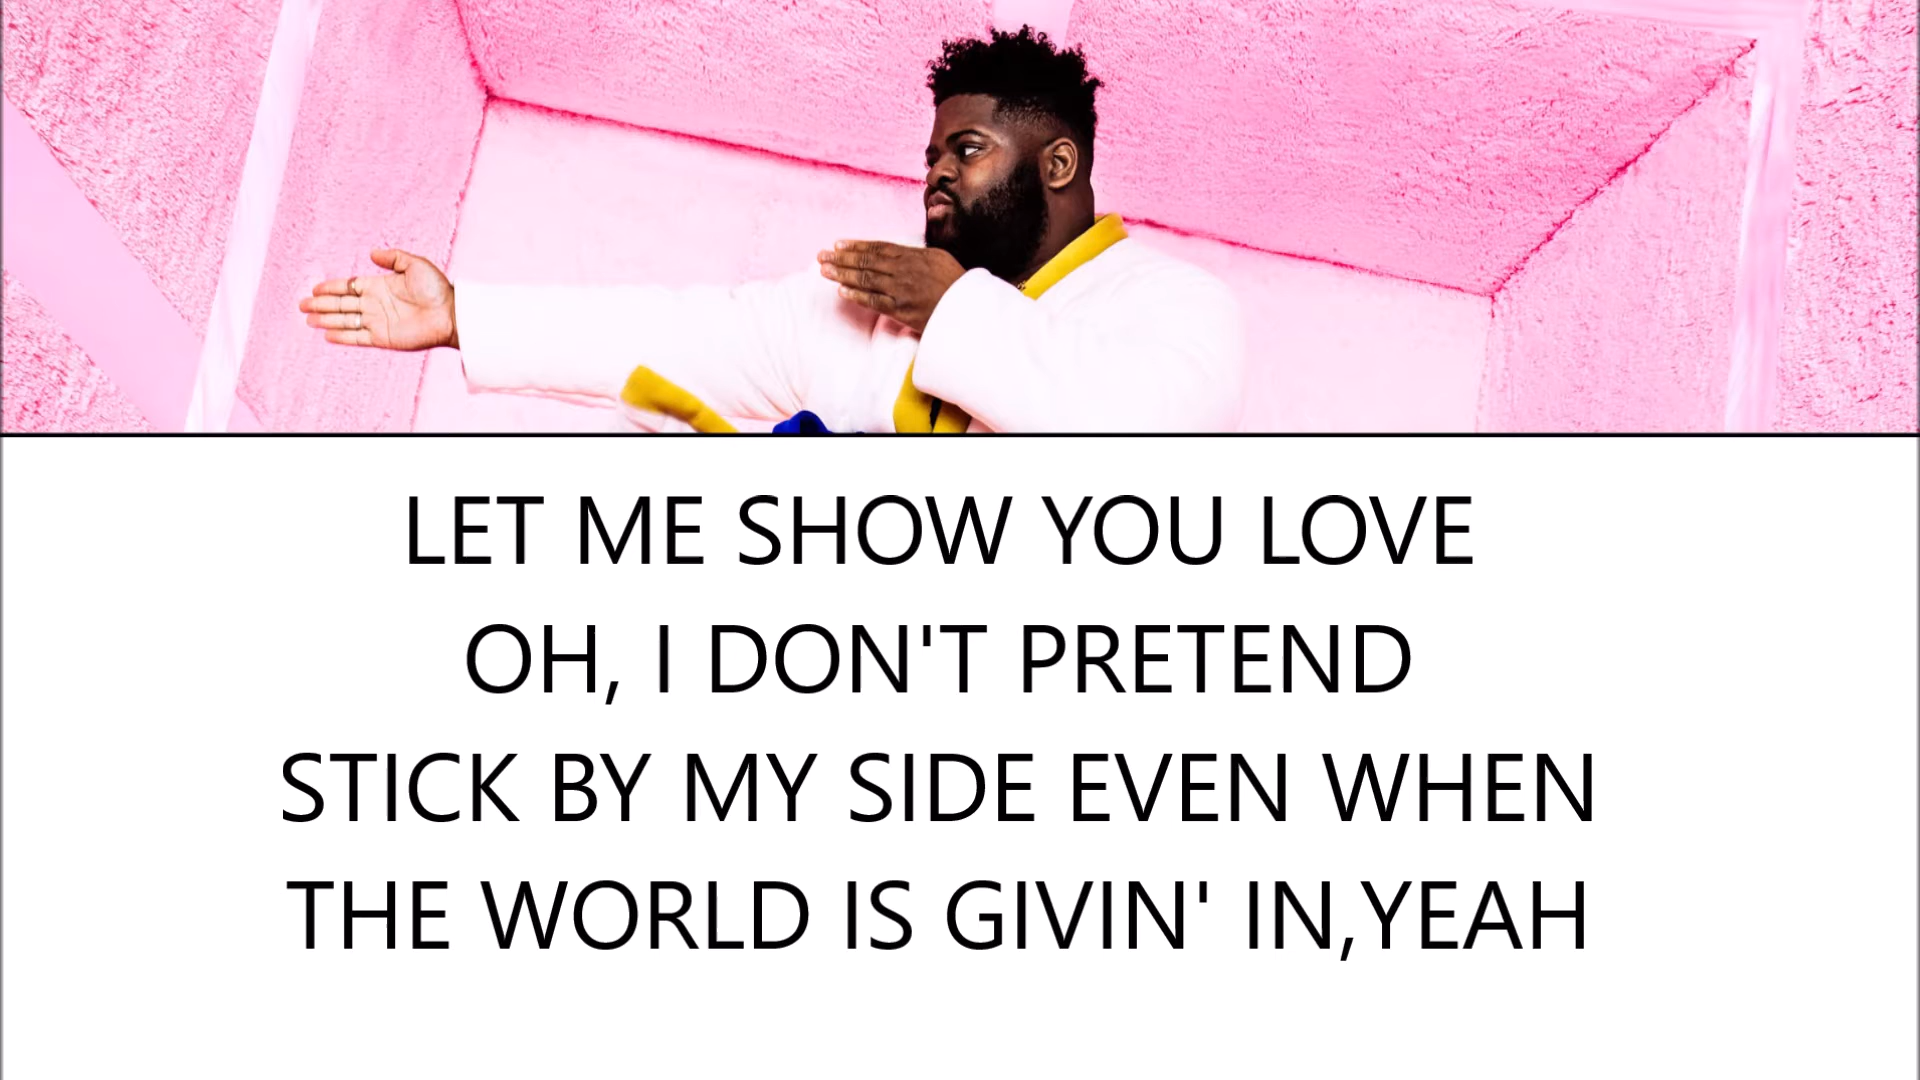 LET ME SHOW YOU LOVE
OH, I DON'T PRETEND
STICK BY MY SIDE EVEN WHEN
THE WORLD IS GIVIN' IN,YEAH